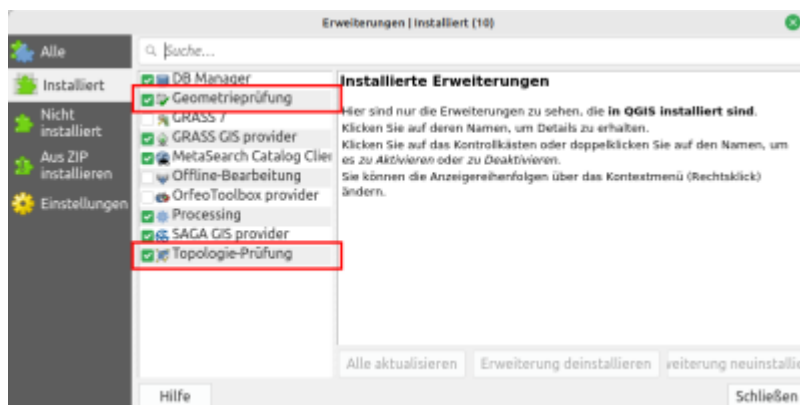 Erweiterungen | Installiert (10)
Alle
Installiert
Nicht
installiert
Aus ZIP
installieren
Einstellungen
Suche...
DB Manager
Geometrieprüfung
GRASS 7
GRASS GIS provider
MetaSearch Catalog Clie
Offline-Bearbeitung
OrfeoToolbox provider
Processing
SAGA GIS provider
Topologie-Prüfung
Installierte Erweiterungen
Hier sind nur die Erweiterungen zu sehen, die in QGIS installiert sind.
Klicken Sie auf deren Namen, um Details zu erhalten.
Klicken Sie auf das Kontrollkästen oder doppelklicken Sie auf den Namen, um
es zu Aktivieren oder zu Deaktivieren.
Sie können die Anzeigereihenfolgen über das Kontextmenü (Rechtsklick)
ändern.
Alle aktualisieren
Erweiterung deinstallieren
weiterung neuinstallie
Hilfe
Schließen